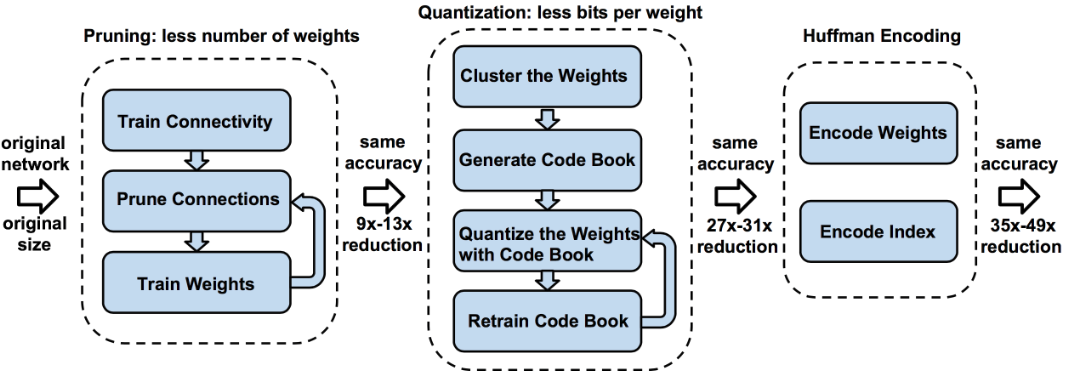 original
network
original
size
Pruning: less number of weights
Train Connectivity
Prune Connections
Train Weights
same
accuracy
9x-13x
reduction
Quantization: less bits per weight
Cluster the Weights
Generate Code Book
Quantize the Weights
with Code Book
Retrain Code Book
same
accuracy
27x-31x
reduction
Huffman Encoding
Encode Weights
Encode Index
same
accuracy
35x-49x
reduction